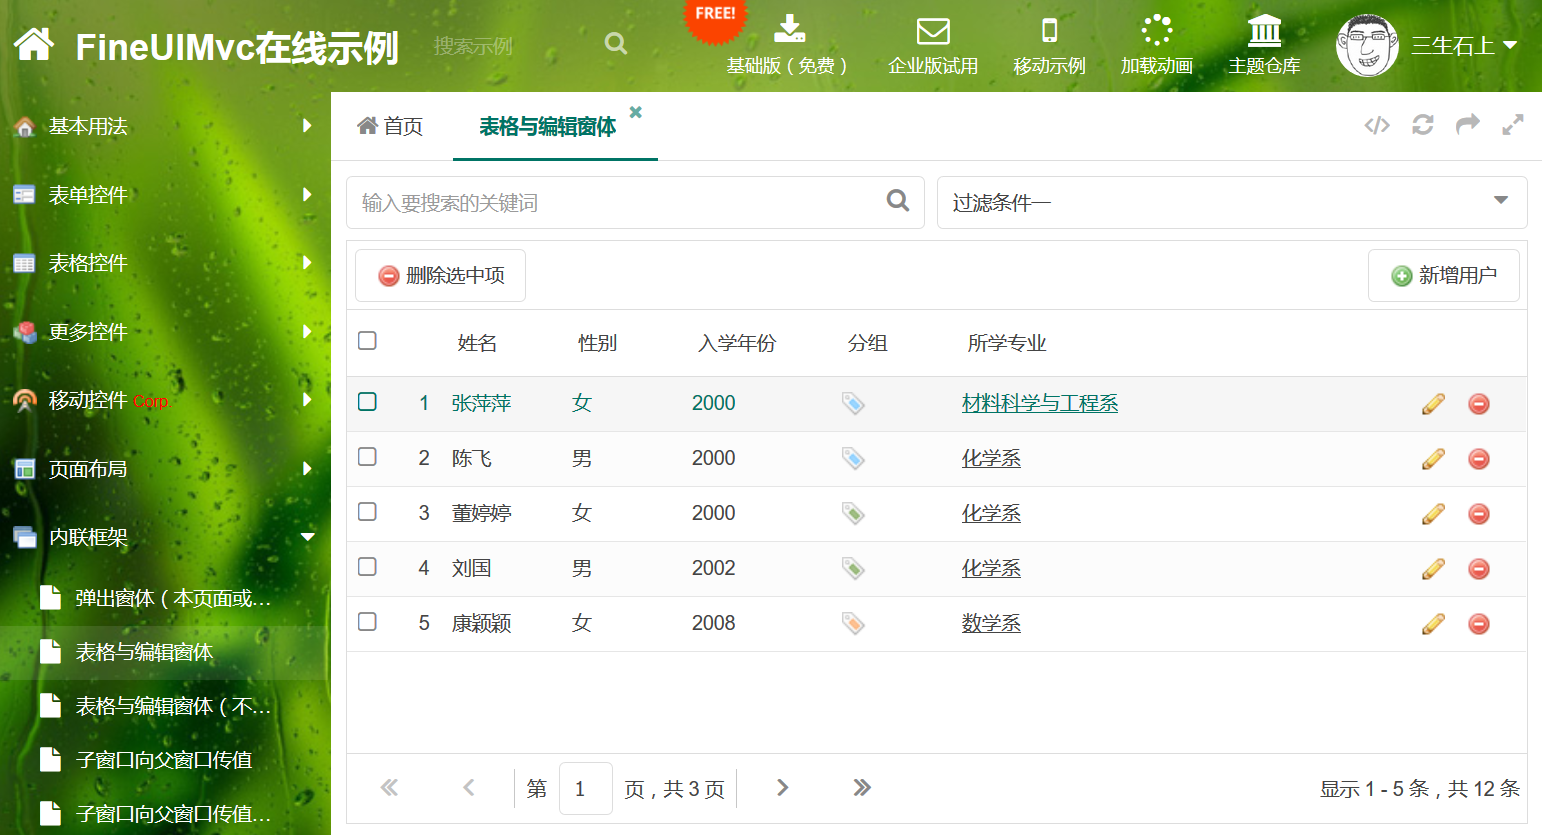 FREE!
FineUIMvc在线示例
搜索示例
基础版（免费）
企业版试用
移动示例
加载动画
主题仓库
三生石上
基本用法
表单控件
表格控件
更多控件
移动控件 Corp.
页面布局
内联框架
弹出窗体（本页面或...
表格与编辑窗体
表格与编辑窗体（不...
子窗口向父窗口传值
子窗口向父窗口传值...
首页 表格与编辑窗体
输入要搜索的关键词 过滤条件一
删除选中项 新增用户
姓名 性别 入学年份 分组 所学专业
1 张萍萍 女 2000 材料科学与工程系
2 陈飞 男 2000 化学系
3 董婷婷 女 2000 化学系
4 刘国 男 2002 化学系
5 康颖颖 女 2008 数学系
第 1 页，共 3 页 显示 1 - 5 条，共 12 条